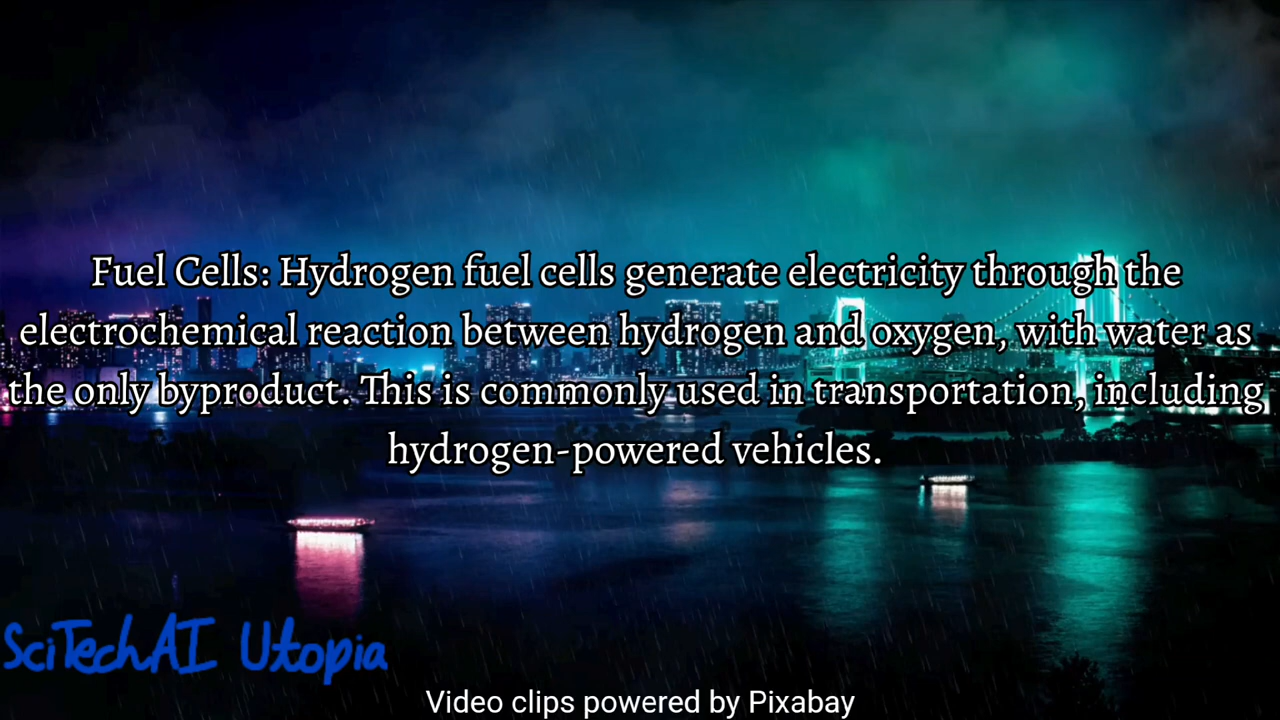 Fuel Cells: Hydrogen fuel cells generate electricity through the
electrochemical reaction between hydrogen and oxygen, with water as
the only byproduct. This is commonly used in transportation, including
hydrogen-powered vehicles.
SciTechAI Utopia
Video clips powered by Pixabay